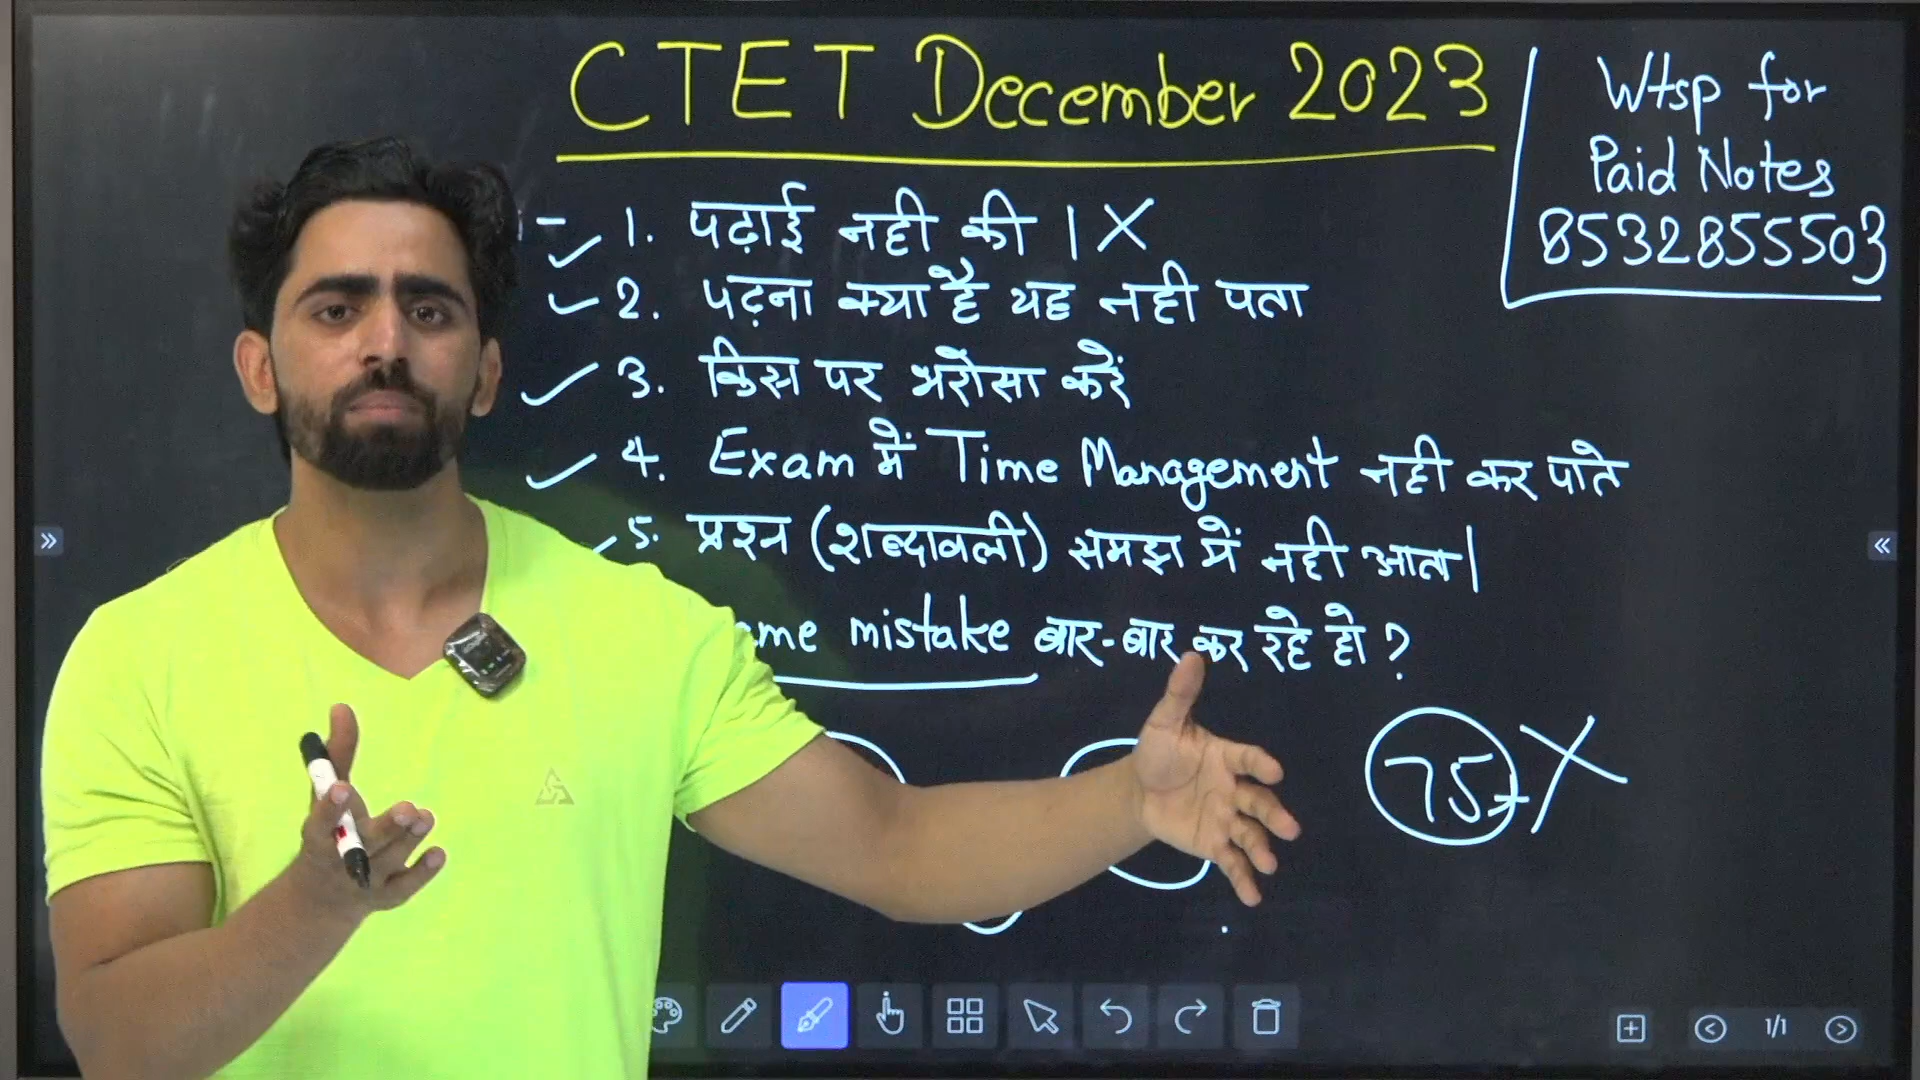 CTET December 2023
Wtsp for
Paid Notes
8532855503
1. पढ़ाई नही की । X
2. पढ़ना क्या है यह नही पता
3. किस पर भरोसा करें
4. Exam में Time Management नही कर पाते
5. प्रश्न (शब्दावली) समझ में नही आता।
mistake बार-बार कर रहे हो ?
75+ X
1/1